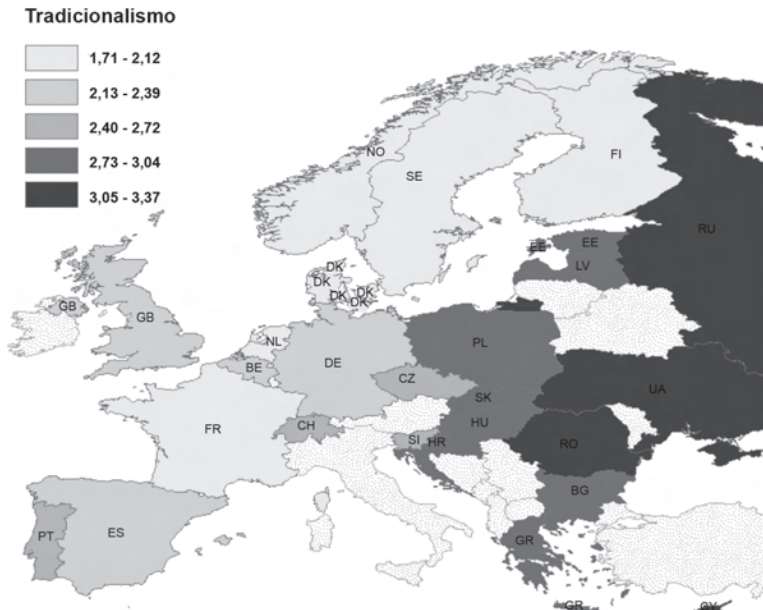 Tradicionalismo
1,71 - 2,12
2,13 - 2,39
2,40 - 2,72
2,73 - 3,04
3,05 - 3,37
NO
SE
FI
RU
EE
EE
LV
DK
DK
DK
DK
DK
GB
GB
NL
BE
DE
PL
CZ
SK
UA
FR
CH
HU
SI
HR
RO
BG
PT
ES
GR
GR
CY